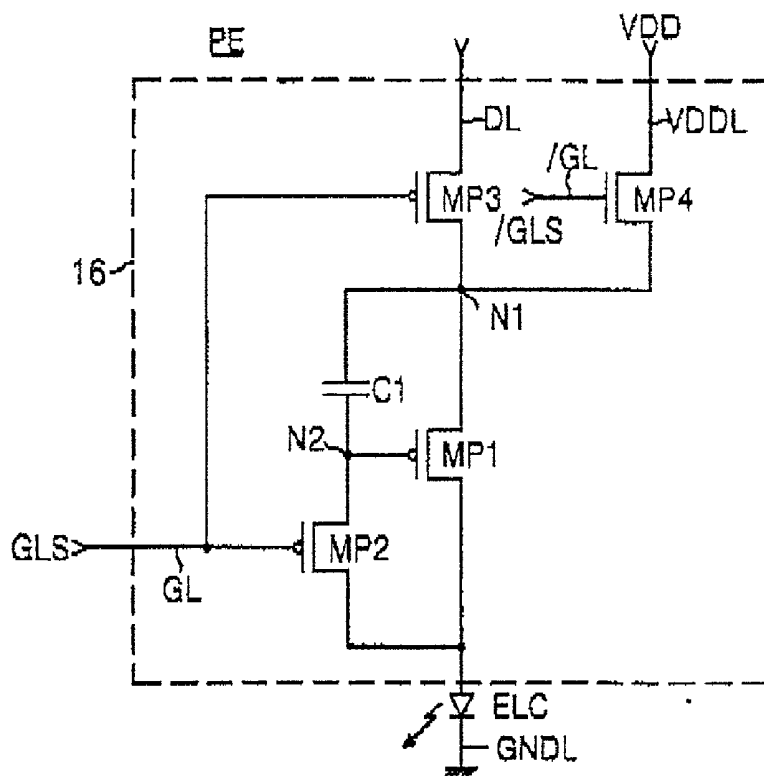 PE
VDD
DL
VDDL
/GL
MP3
MP4
/GLS
16
N1
C1
N2
MP1
GLS
MP2
GL
ELC
GNDL